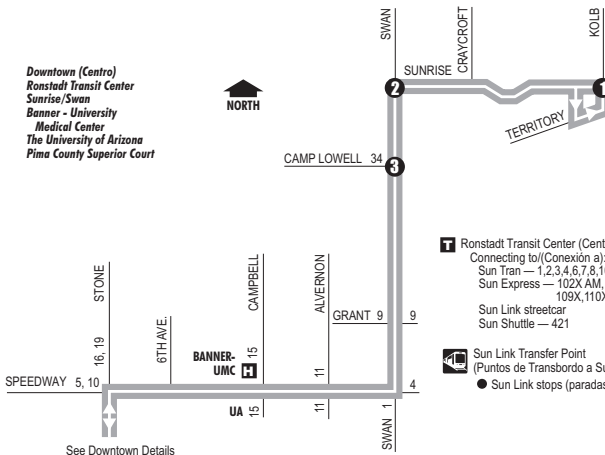 Downtown (Centro)
Ronstadt Transit Center
Sunrise/Swan
Banner - University
Medical Center
The University of Arizona
Pima County Superior Court
NORTH
SWAN
CRAYCROFT
KOLB
SUNRISE
2
1
TERRITORY
CAMP LOWELL 34
3
T Ronstadt Transit Center
Connecting to/(Conexión a):
Sun Tran — 1,2,3,4,6,7,8,
Sun Express — 102X AM,
109X,110X
Sun Link streetcar
Sun Shuttle — 421
Sun Link Transfer Point
(Puntos de Transbordo a
Sun Link stops (paradas
STONE
16, 19
6TH AVE.
CAMPBELL
15
ALVERNON
11
GRANT 9
9
BANNER-
UMC H
SPEEDWAY 5, 10
4
UA
15
11
SWAN 1
See Downtown Details